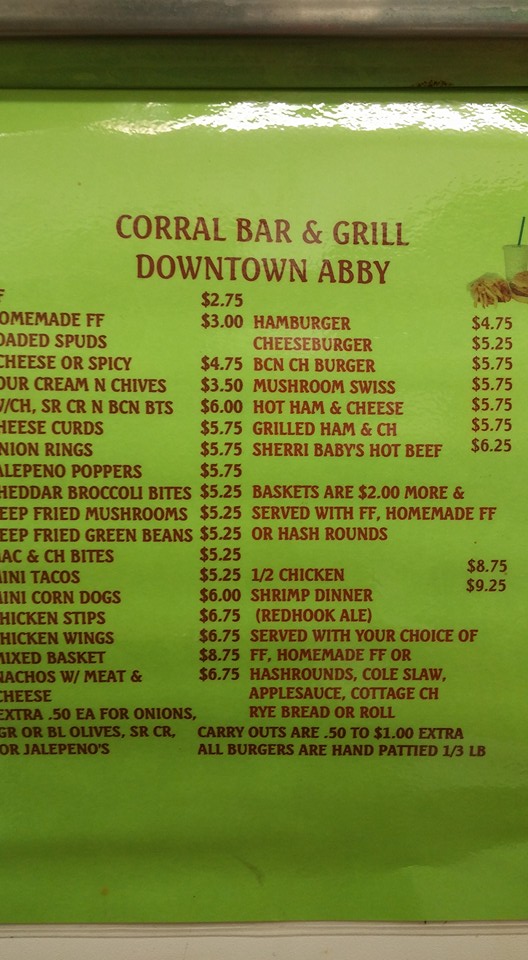 CORRAL BAR & GRILL
DOWNTOWN ABBY
F $2.75
OMEMADE FF $3.00
OADED SPUDS
CHEESE OR SPICY $4.75
OUR CREAM N CHIVES $3.50
W/CH, SR CR N BCN BTS $6.00
HEESE CURDS $5.75
NION RINGS $5.75
ALEPENO POPPERS $5.75
HEDDAR BROCCOLI BITES $5.25
EEP FRIED MUSHROOMS $5.25
EEP FRIED GREEN BEANS $5.25
AC & CH BITES $5.25
INI TACOS $5.25
INI CORN DOGS $6.00
HICKEN STIPS $6.75
HICKEN WINGS $6.75
MIXED BASKET $8.75
NACHOS W/ MEAT & $6.75
CHEESE
EXTRA .50 EA FOR ONIONS,
GR OR BL OLIVES, SR CR,
OR JALEPENO'S
HAMBURGER $4.75
CHEESEBURGER $5.25
BCN CH BURGER $5.75
MUSHROOM SWISS $5.75
HOT HAM & CHEESE $5.75
GRILLED HAM & CH $5.75
SHERRI BABY'S HOT BEEF $6.25
BASKETS ARE $2.00 MORE &
SERVED WITH FF, HOMEMADE FF
OR HASH ROUNDS
1/2 CHICKEN $8.75
SHRIMP DINNER $9.25
(REDHOOK ALE)
SERVED WITH YOUR CHOICE OF
FF, HOMEMADE FF OR
HASHROUNDS, COLE SLAW,
APPLESAUCE, COTTAGE CH
RYE BREAD OR ROLL
CARRY OUTS ARE .50 TO $1.00 EXTRA
ALL BURGERS ARE HAND PATTIED 1/3 LB